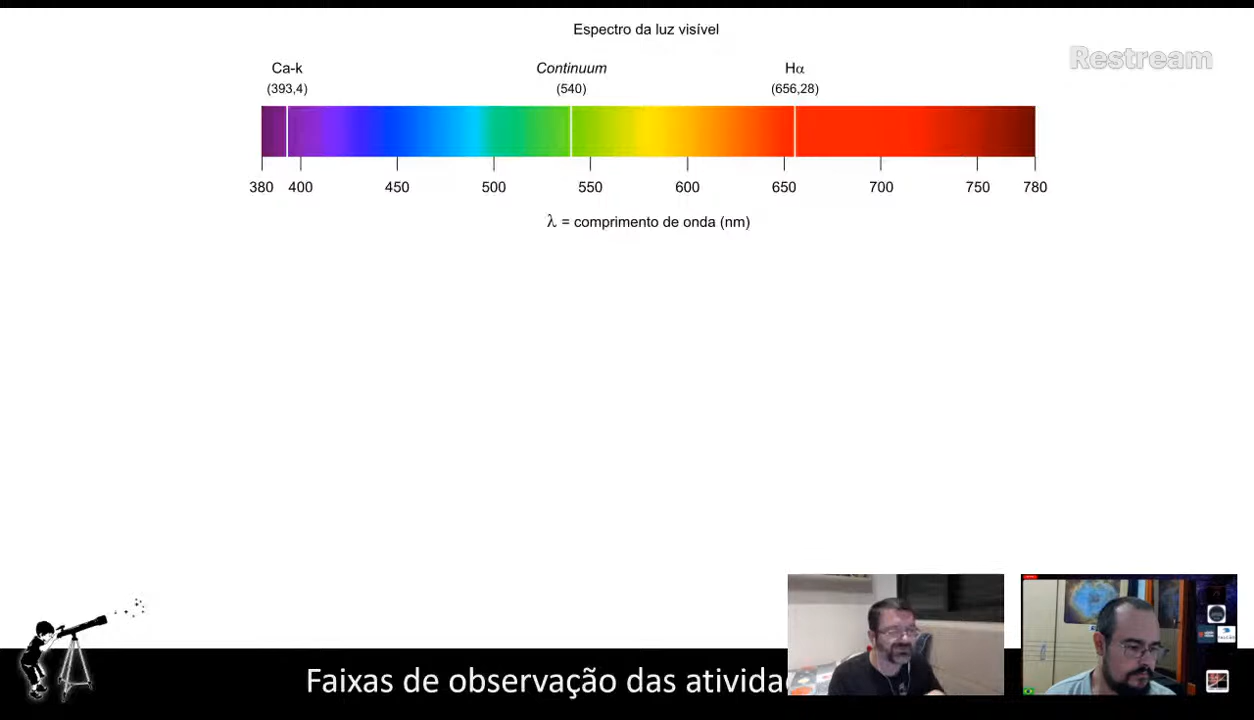 Espectro da luz visível
Restream
Ca-k
Continuum
Hα
(393,4)
(540)
(656,28)
380 400 450 500 550 600 650 700 750 780
λ = comprimento de onda (nm)
Faixas de observação das ativida